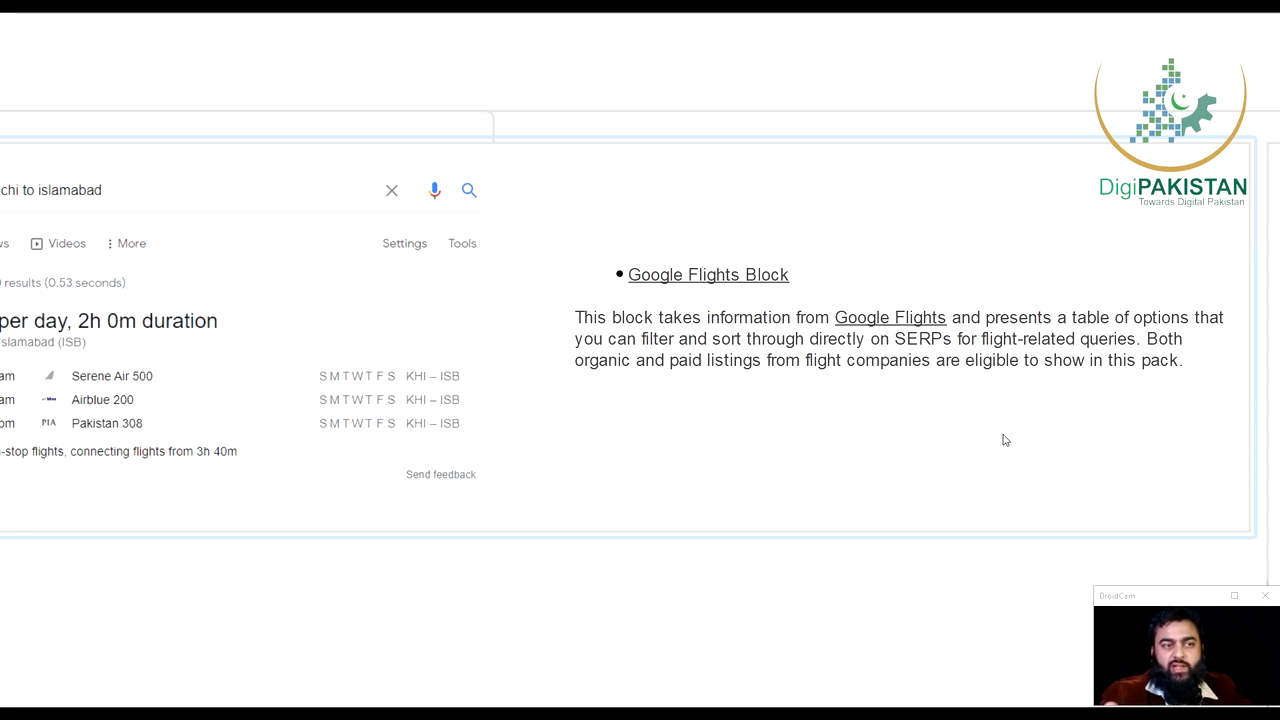 chi to islamabad
Videos
More
Settings
Tools
results (0.53 seconds)
per day, 2h 0m duration
slamabad (ISB)
am Serene Air 500 S M T W T F S KHI – ISB
am Airblue 200 S M T W T F S KHI – ISB
pm PIA Pakistan 308 S M T W T F S KHI – ISB
-stop flights, connecting flights from 3h 40m
Send feedback
DigiPAKISTAN
Towards Digital Pakistan
• Google Flights Block
This block takes information from Google Flights and presents a table of options that
you can filter and sort through directly on SERPs for flight-related queries. Both
organic and paid listings from flight companies are eligible to show in this pack.
DroidCam